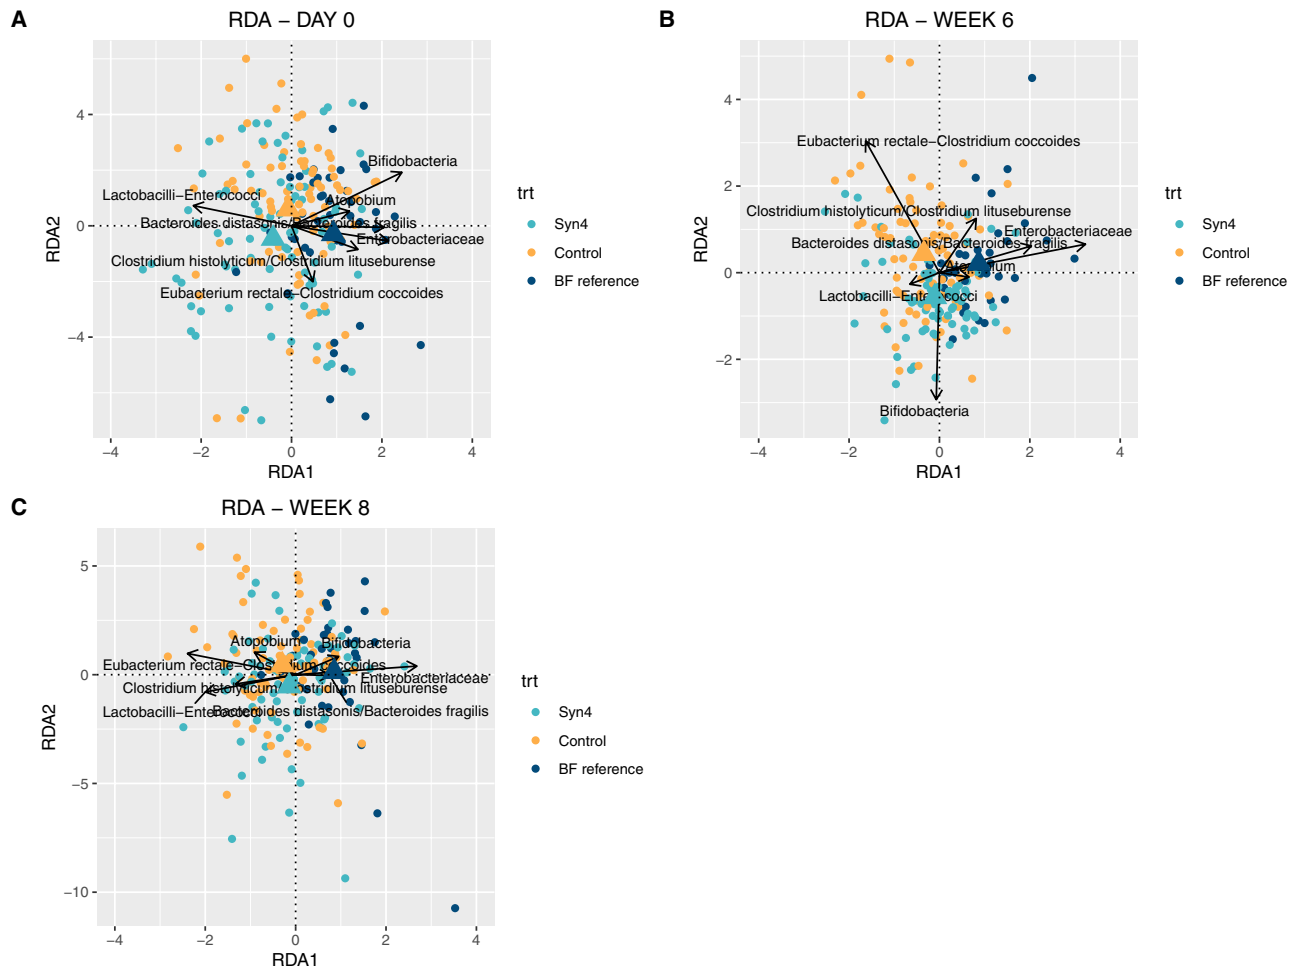 A
RDA − DAY 0
4
0
−4
−4
−2
0
2
4
RDA1
RDA2
Bifidobacteria
Lactobacilli−Enterococci
Atopobium
Bacteroides distasonis/Bacteroides fragilis
Enterobacteriaceae
Clostridium histolyticum/Clostridium lituseburense
Eubacterium rectale−Clostridium coccoides
trt
Syn4
Control
BF reference
B
RDA − WEEK 6
4
2
0
−2
−4
−2
0
2
4
RDA1
RDA2
Eubacterium rectale−Clostridium coccoides
Clostridium histolyticum/Clostridium lituseburense
Enterobacteriaceae
Bacteroides distasonis/Bacteroides fragilis
Atopobium
Lactobacilli−Enterococci
Bifidobacteria
trt
Syn4
Control
BF reference
C
RDA − WEEK 8
5
0
−5
−10
−4
−2
0
2
4
RDA1
RDA2
Atopobium
Bifidobacteria
Eubacterium rectale−Clostridium coccoides
Enterobacteriaceae
Clostridium histolyticum/Clostridium lituseburense
Lactobacilli−Enterococci
Bacteroides distasonis/Bacteroides fragilis
trt
Syn4
Control
BF reference